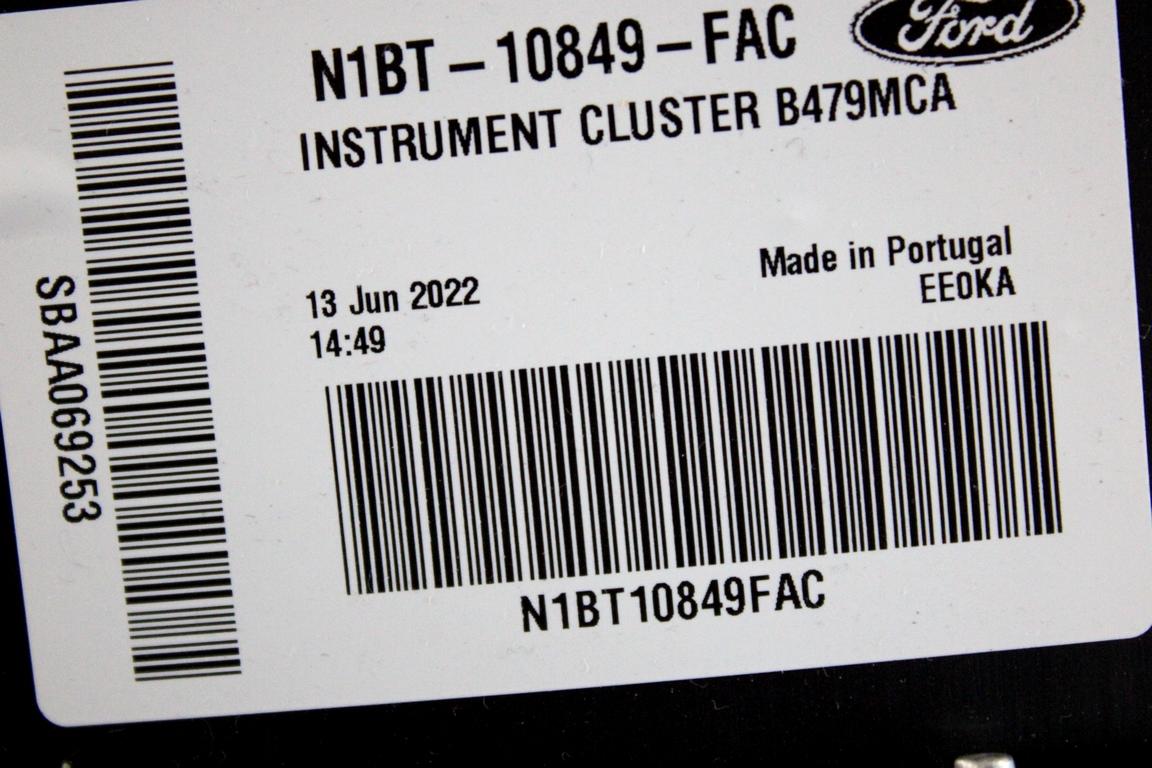 Ford
N1BT-10849-FAC
INSTRUMENT CLUSTER B479MCA
Made in Portugal
EE0KA
13 Jun 2022
14:49
SBAA069253
N1BT10849FAC